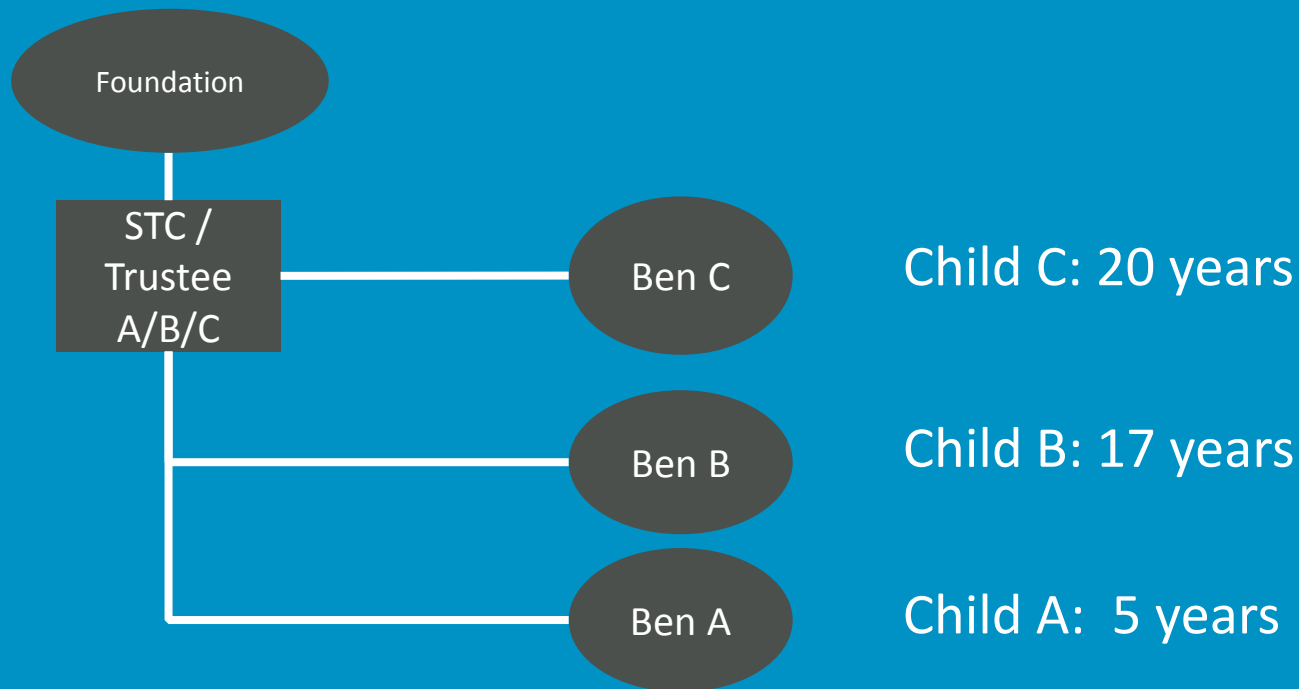 Foundation
STC /
Trustee
A/B/C
Ben C
Child C: 20 years
Ben B
Child B: 17 years
Ben A
Child A:  5 years